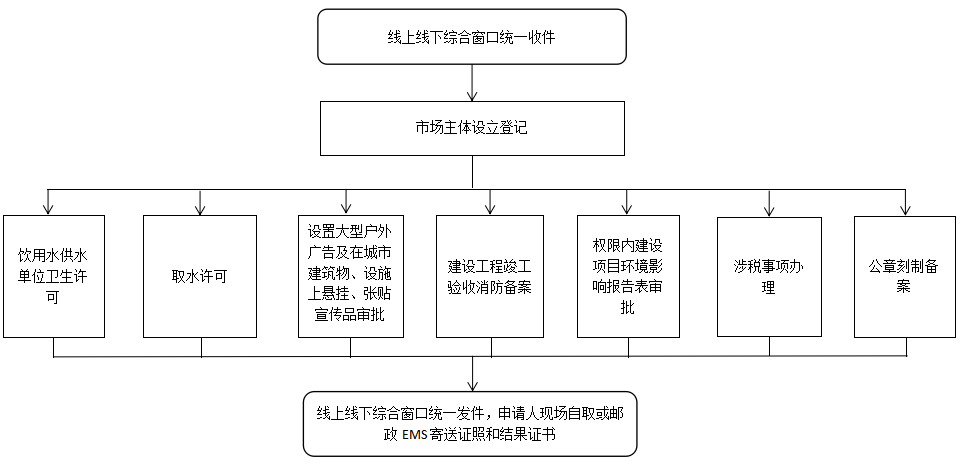 线上线下综合窗口统一收件
市场主体设立登记
饮用水供水
单位卫生许
可
取水许可
设置大型户外
广告及在城市
建筑物、设施
上悬挂、张贴
宣传品审批
建设工程竣工
验收消防备案
权限内建设
项目环境影
响报告表审
批
涉税事项办
理
公章刻制备
案
线上线下综合窗口统一发件，申请人现场自取或邮
政 EMS 寄送证照和结果证书